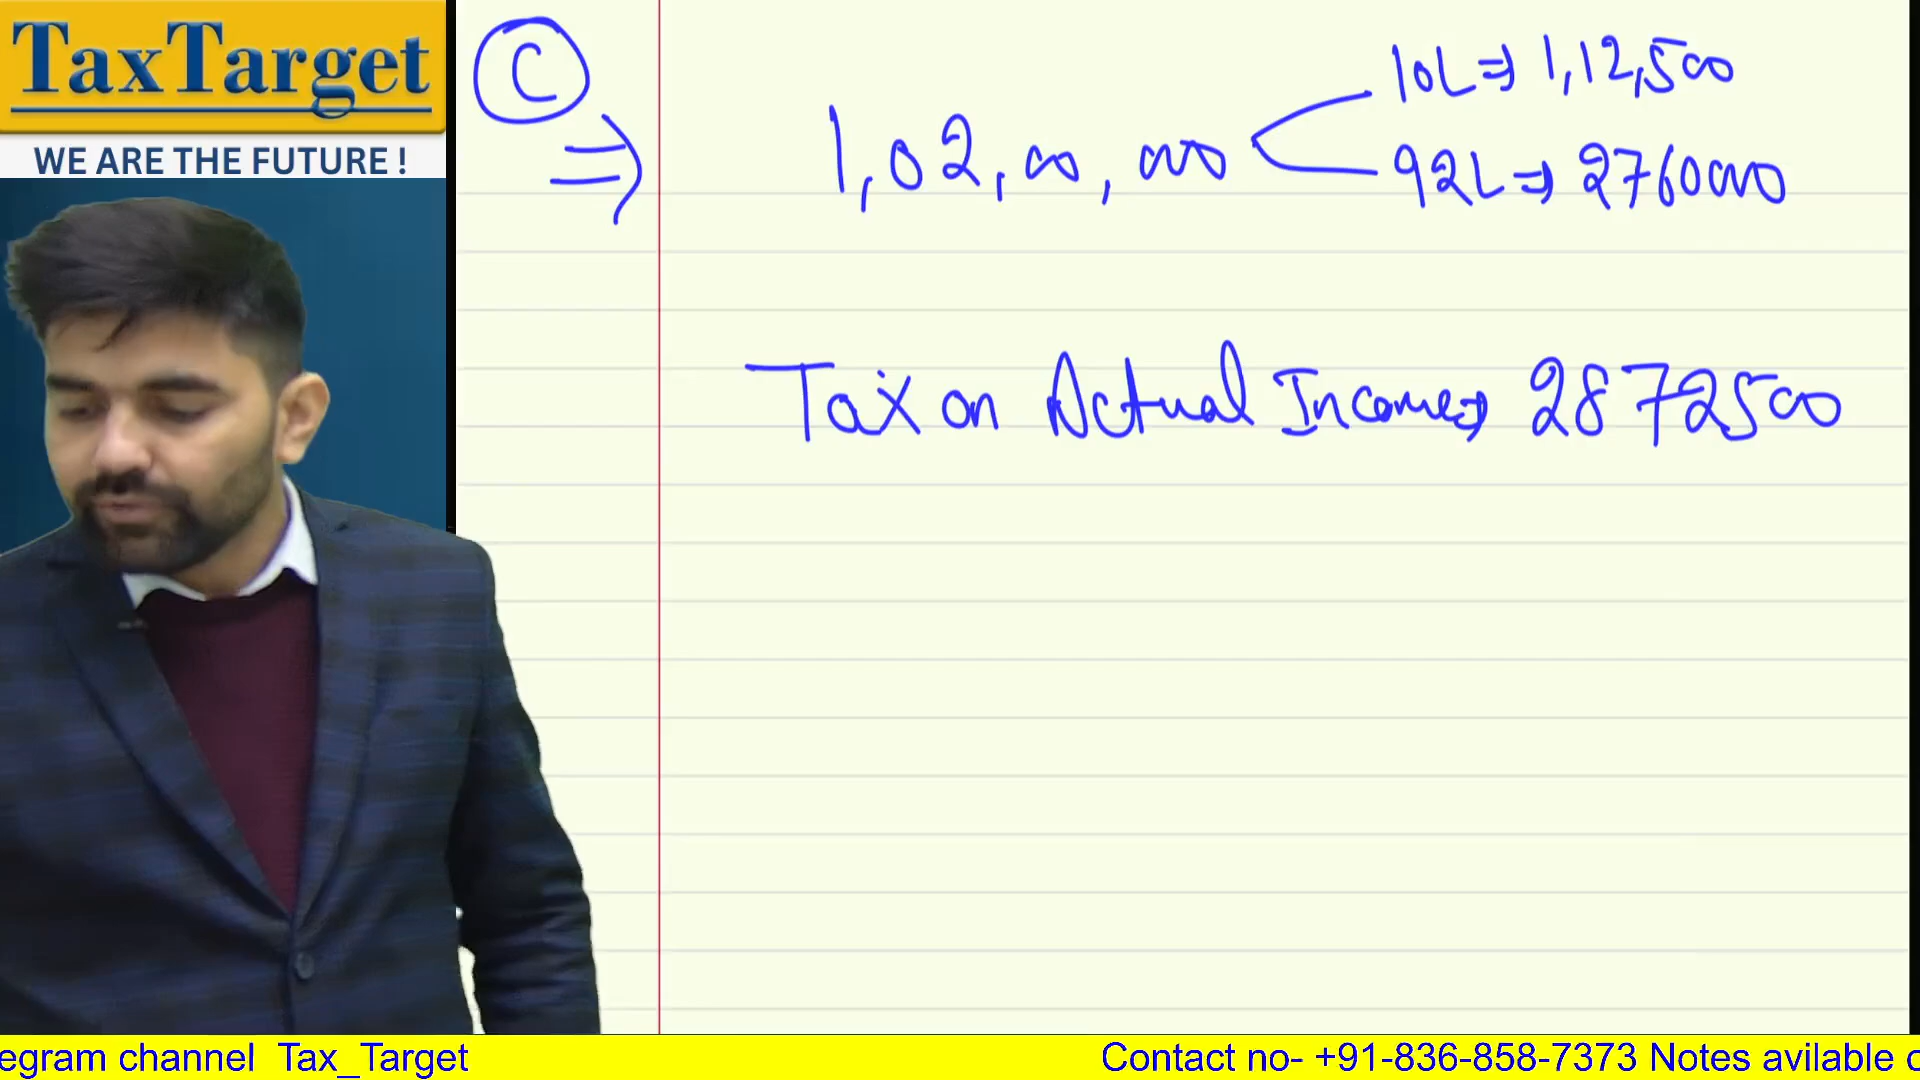 TaxTarget
WE ARE THE FUTURE !
C
⇒ 1,02,00,000
10L ⇒ 1,12,500
92L ⇒ 2760000
Tax on Actual Income ⇒ 2872500
egram channel Tax_Target
Contact no- +91-836-858-7373 Notes avilable o